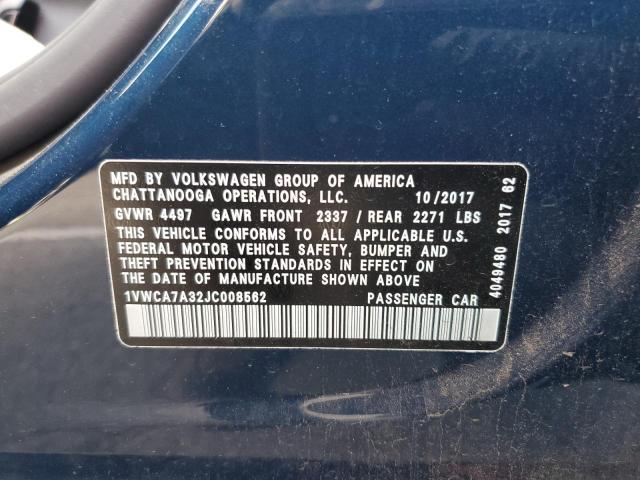 MFD BY VOLKSWAGEN GROUP OF AMERICA
CHATTANOOGA OPERATIONS, LLC. 10/2017
GVWR 4497 GAWR FRONT 2337 / REAR 2271 LBS
THIS VEHICLE CONFORMS TO ALL APPLICABLE U.S.
FEDERAL MOTOR VEHICLE SAFETY, BUMPER AND
THEFT PREVENTION STANDARDS IN EFFECT ON
THE DATE OF MANUFACTURE SHOWN ABOVE
1VWCA7A32JC008562 PASSENGER CAR
4049480 2017 62